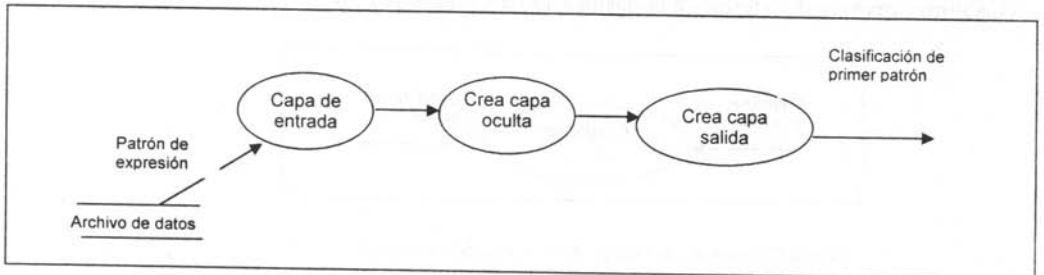 Clasificación de
primer patrón
Capa de
entrada
Crea capa
oculta
Crea capa
salida
Patrón de
expresión
Archivo de datos